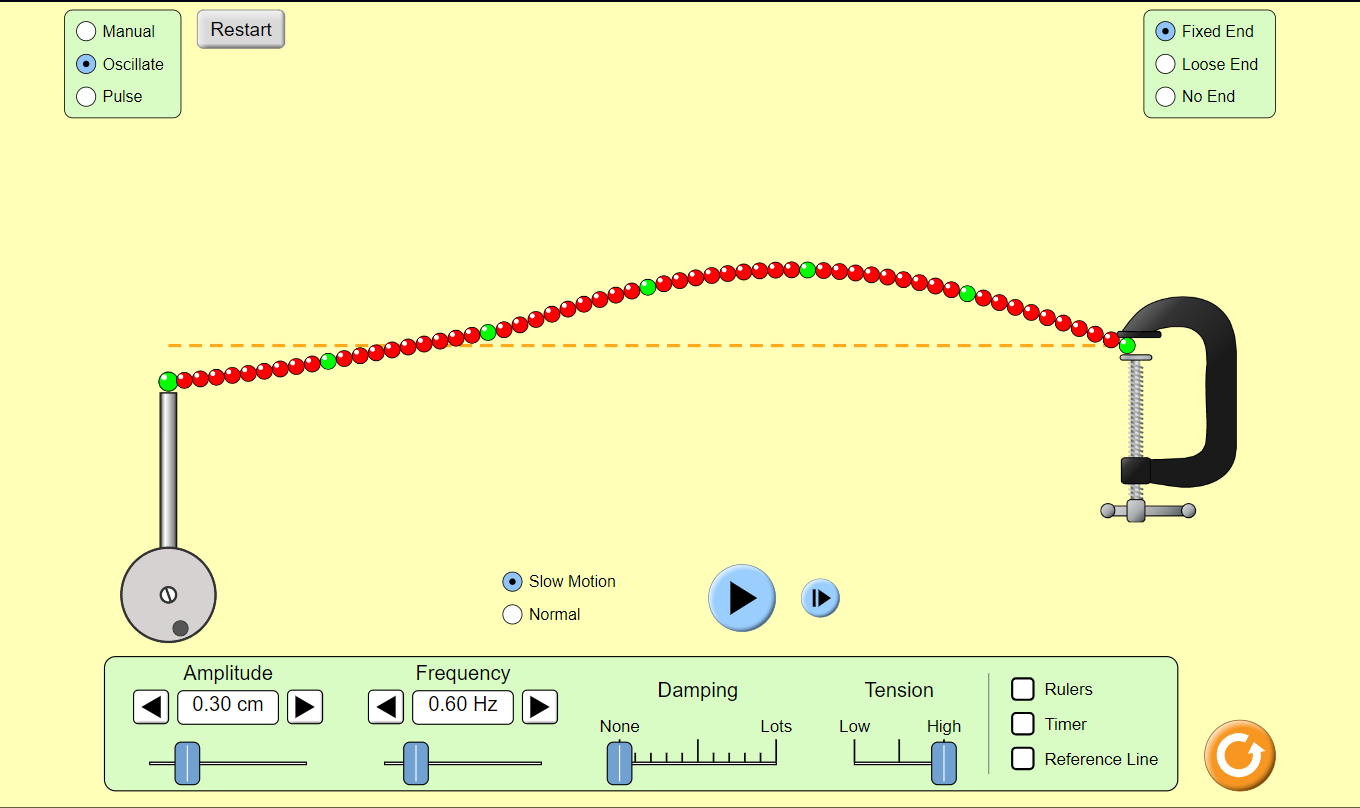 Manual
Oscillate
Pulse
Restart
Fixed End
Loose End
No End
Slow Motion
Normal
Amplitude
0.30 cm
Frequency
0.60 Hz
Damping
None
Lots
Tension
Low
High
Rulers
Timer
Reference Line